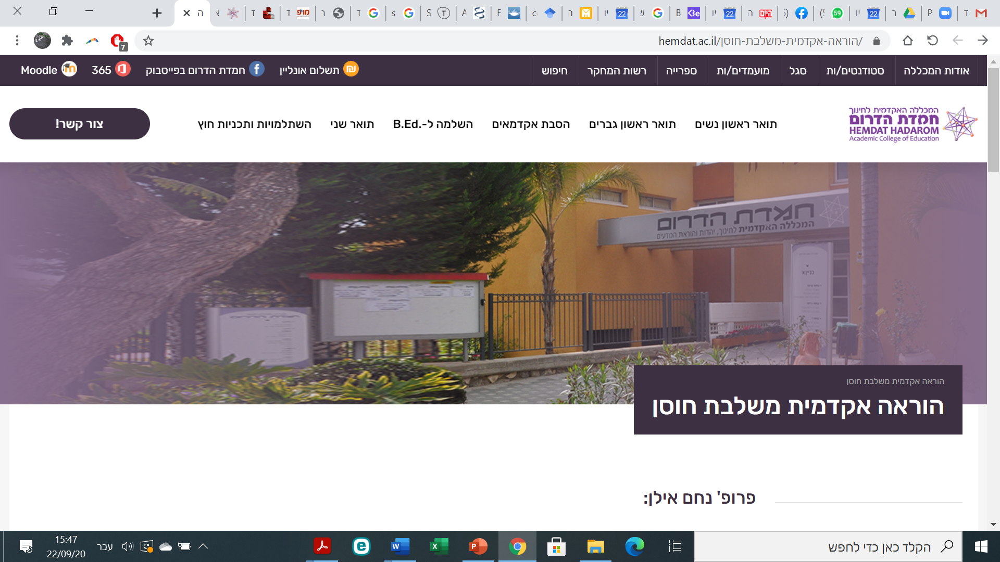 hemdat.ac.il/הוראה-אקדמית-משלבת-חוסן/
7
אודות המכללה
סטודנטים/ות
סגל
מועמדים/ות
ספרייה
רשות המחקר
חיפוש
תשלום אונליין
חמדת הדרום בפייסבוק
365
Moodle
המכללה האקדמית לחינוך
חמדת הדרום
HEMDAT HADAROM
Academic College of Education
תואר ראשון נשים
תואר ראשון גברים
הסבת אקדמאים
השלמה ל-.B.Ed
תואר שני
השתלמויות ותכניות חוץ
צור קשר!
חמדת הדרום
המכללה האקדמית לחינוך, יהדות והוראת המדעים
בניין א
הוראה אקדמית משלבת חוסן
הוראה אקדמית משלבת חוסן
פרופ' נחם אילן:
הקלד כאן כדי לחפש
עבר
15:47
22/09/20